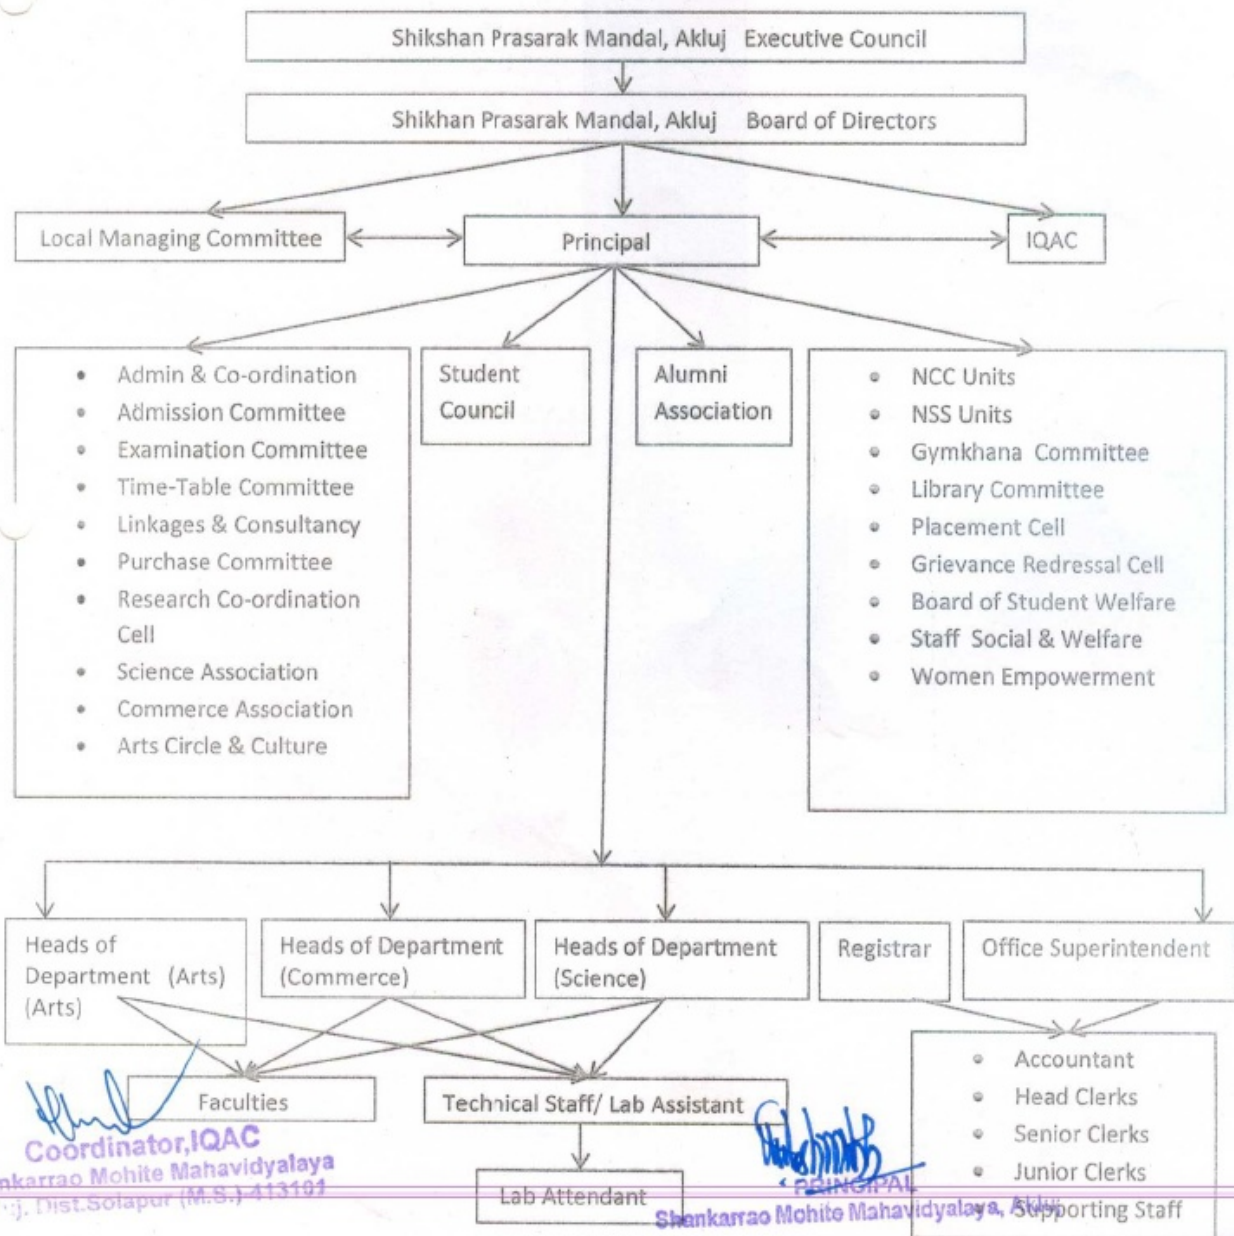 Shikshan Prasarak Mandal, Akluj Executive Council
Shikhan Prasarak Mandal, Akluj Board of Directors
Local Managing Committee
Principal
IQAC
• Admin & Co-ordination
• Admission Committee
• Examination Committee
• Time-Table Committee
• Linkages & Consultancy
• Purchase Committee
• Research Co-ordination
Cell
• Science Association
• Commerce Association
• Arts Circle & Culture
Student
Council
Alumni
Association
• NCC Units
• NSS Units
• Gymkhana Committee
• Library Committee
• Placement Cell
• Grievance Redressal Cell
• Board of Student Welfare
• Staff Social & Welfare
• Women Empowerment
Heads of
Department (Arts)
(Arts)
Heads of Department
(Commerce)
Heads of Department
(Science)
Registrar
Office Superintendent
Faculties
Technical Staff/ Lab Assistant
Lab Attendant
• Accountant
• Head Clerks
• Senior Clerks
• Junior Clerks
• Supporting Staff
Coordinator,IQAC
nkarrao Mohite Mahavidyalaya
uj. Dist.Solapur (M.S.)-413101
PRINCIPAL
Shankarrao Mohite Mahavidyalaya, Akluj